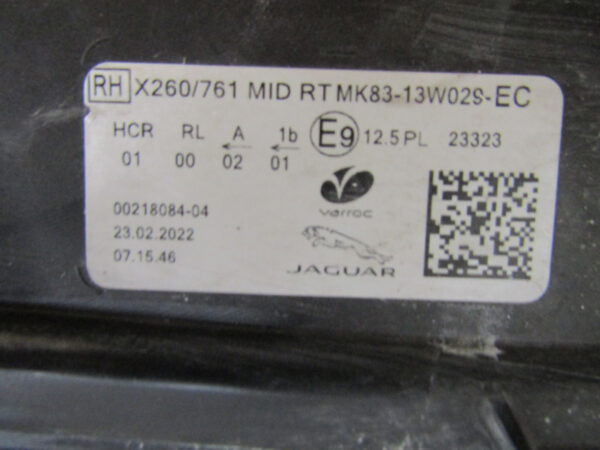 RH X260/761 MID RT MK83-13W029-EC
HCR RL A 1b E9 12.5 PL 23323
01 00 02 01
00218084-04
varroc
23.02.2022
07.15.46
JAGUAR